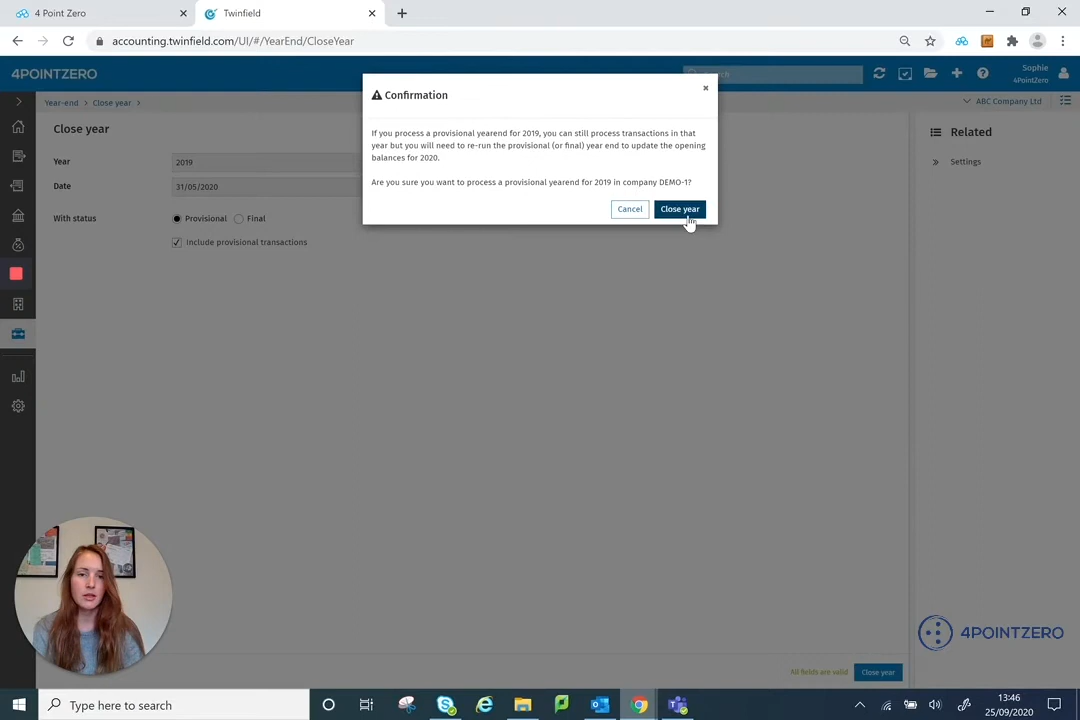 4 Point Zero
Twinfield
accounting.twinfield.com/UI/#/YearEnd/CloseYear
4POINTZERO
Search
Sophie
4PointZero
Year-end
Close year
ABC Company Ltd
Close year
Year
2019
Date
31/05/2020
With status
Provisional
Final
Include provisional transactions
Confirmation
If you process a provisional yearend for 2019, you can still process transactions in that
year but you will need to re-run the provisional (or final) year end to update the opening
balances for 2020.
Are you sure you want to process a provisional yearend for 2019 in company DEMO-1?
Cancel
Close year
Related
Settings
4POINTZERO
All fields are valid
Close year
Type here to search
13:46
25/09/2020